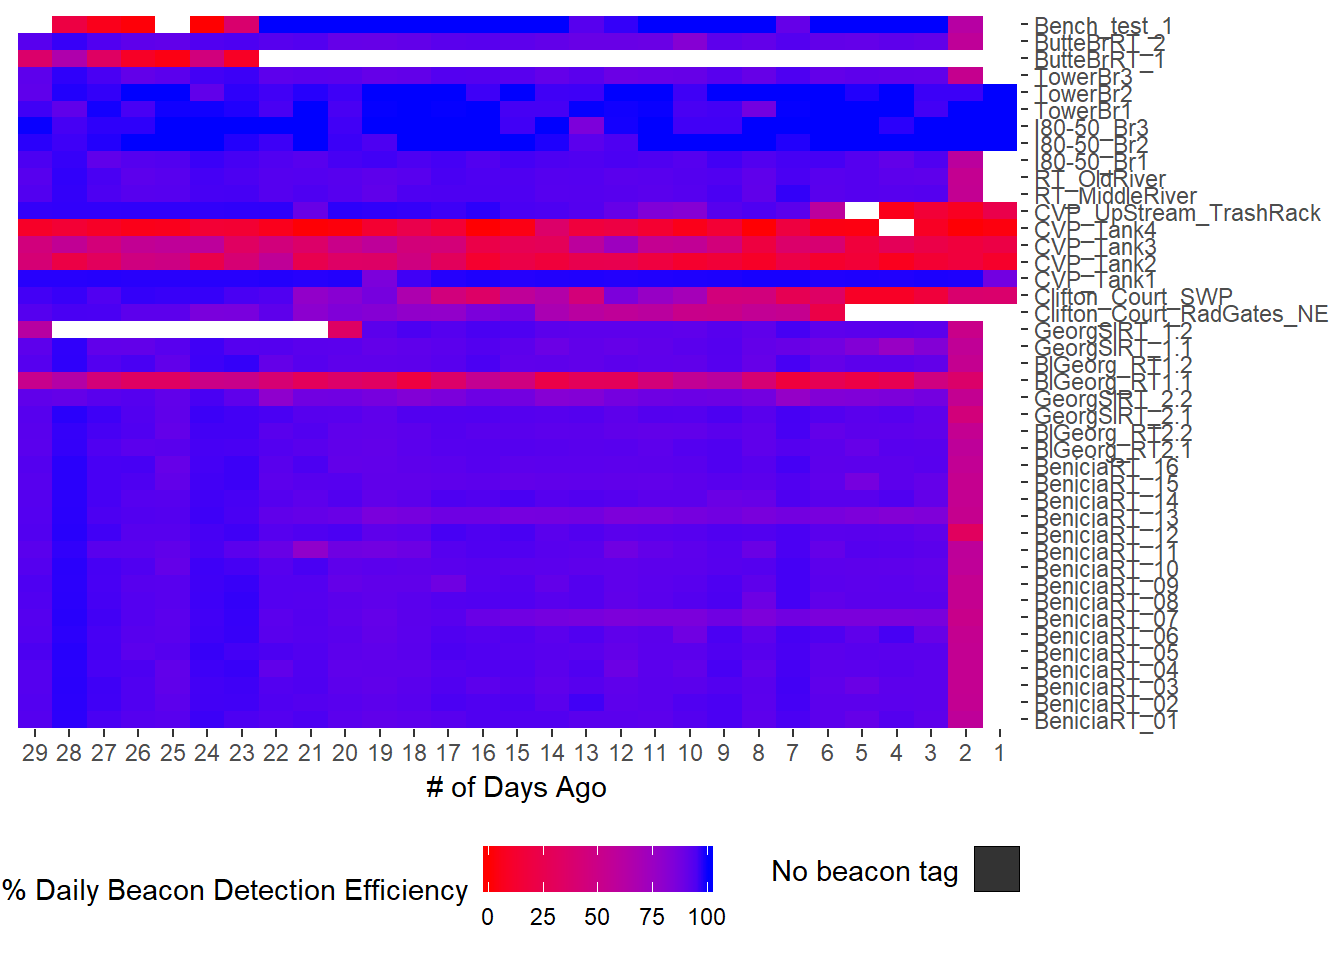 Bench_test_1
ButteBrRT_2
ButteBrRT_1
TowerBr3
TowerBr2
TowerBr1
I80-50_Br3
I80-50_Br2
I80-50_Br1
RT_OldRiver
RT_MiddleRiver
CVP_UpStream_TrashRack
CVP_Tank4
CVP_Tank3
CVP_Tank2
CVP_Tank1
Clifton_Court_SWP
Clifton_Court_RadGates_NE
GeorgSlRT_1.2
GeorgSlRT_1.1
BlGeorg_RT1.2
BlGeorg_RT1.1
GeorgSlRT_2.2
GeorgSlRT_2.1
BlGeorg_RT2.2
BlGeorg_RT2.1
BeniciaRT_16
BeniciaRT_15
BeniciaRT_14
BeniciaRT_13
BeniciaRT_12
BeniciaRT_11
BeniciaRT_10
BeniciaRT_09
BeniciaRT_08
BeniciaRT_07
BeniciaRT_06
BeniciaRT_05
BeniciaRT_04
BeniciaRT_03
BeniciaRT_02
BeniciaRT_01
29 28 27 26 25 24 23 22 21 20 19 18 17 16 15 14 13 12 11 10 9 8 7 6 5 4 3 2 1
# of Days Ago
% Daily Beacon Detection Efficiency
0 25 50 75 100
No beacon tag